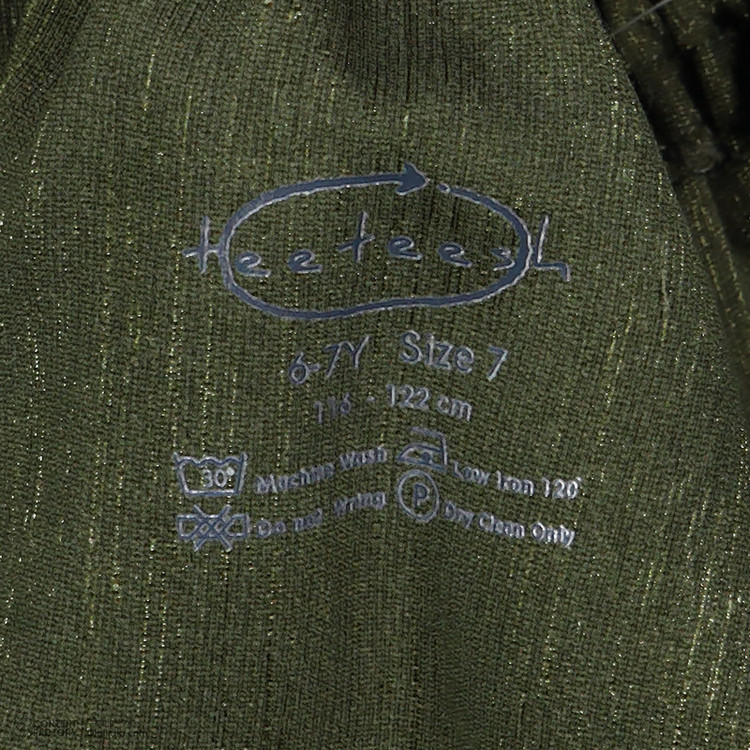 teeteesh
6-7Y Size 7
116 - 122 cm
30° Machine Wash Low Iron 120°
Do not Wring P Dry Clean Only